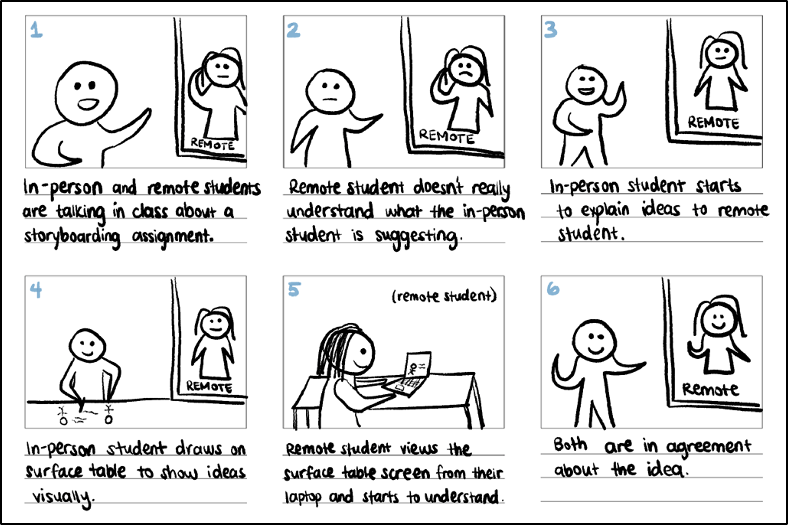 1
REMOTE
In-person and remote students
are talking in class about a
storyboarding assignment.
2
REMOTE
Remote student doesn't really
understand what the in-person
student is suggesting.
3
REMOTE
In-person student starts
to explain ideas to remote
student.
4
REMOTE
In-person student draws on
surface table to show ideas
visually.
5
(remote student)
Remote student views the
surface table screen from their
laptop and starts to understand.
6
Remote
Both are in agreement
about the idea.